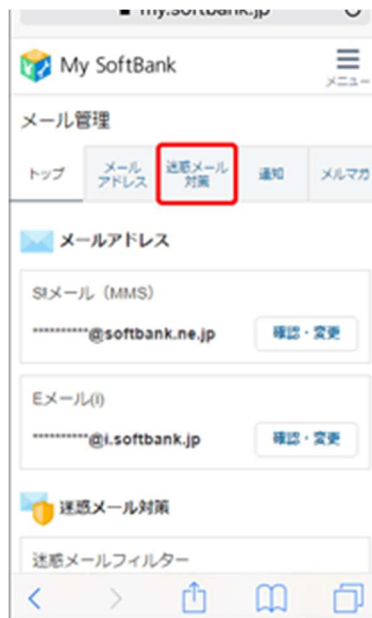 my.softbank.jp
My SoftBank
メニュー
メール管理
トップ
メール
アドレス
迷惑メール
対策
通知
メルマガ
メールアドレス
S!メール（MMS）
**********@softbank.ne.jp
確認・変更
Eメール(i)
**********@i.softbank.jp
確認・変更
迷惑メール対策
迷惑メールフィルター